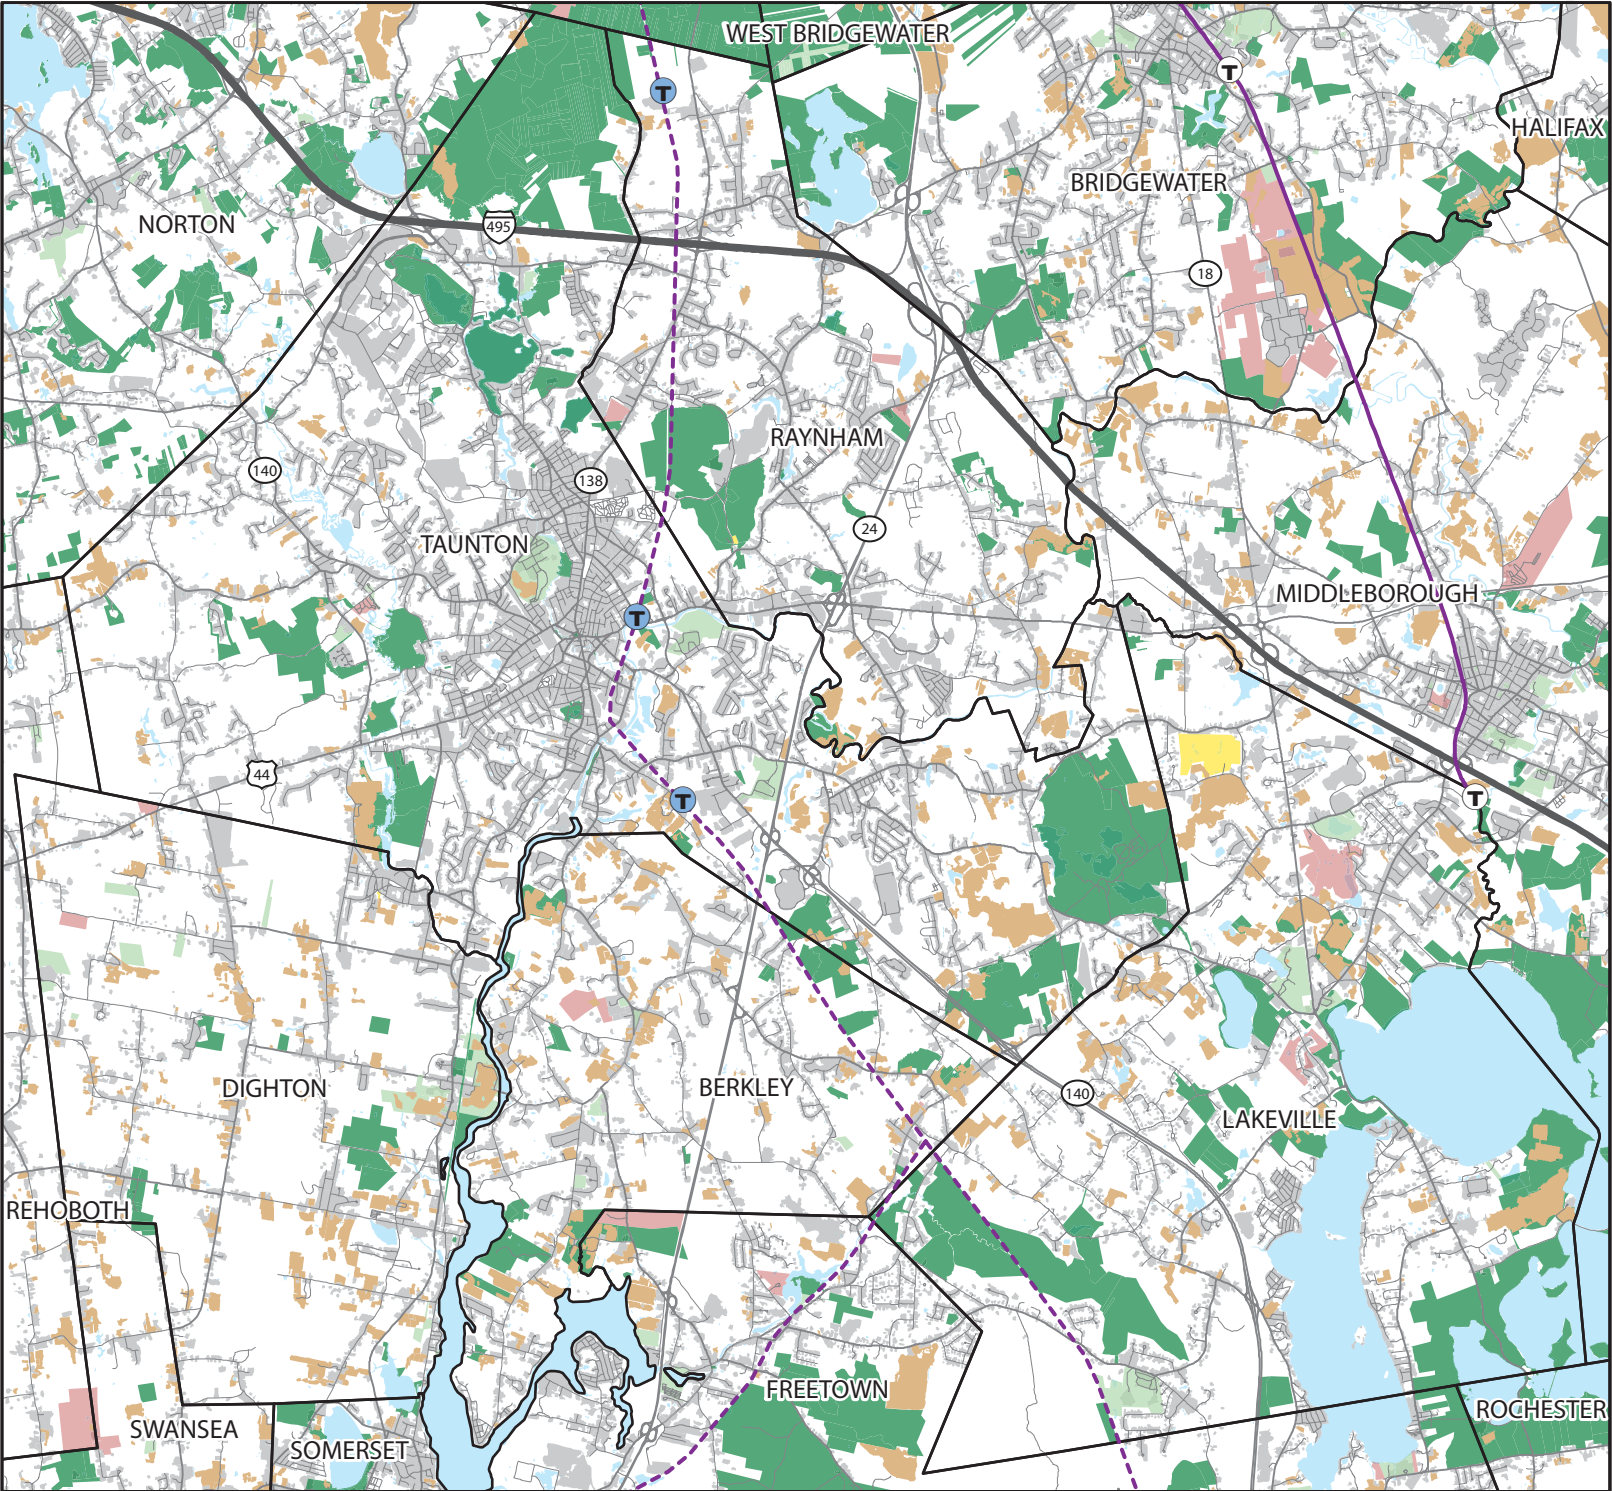 WEST BRIDGEWATER
T
T
HALIFAX
BRIDGEWATER
NORTON
495
18
RAYNHAM
140
138
24
TAUNTON
MIDDLEBOROUGH
T
44
T
T
DIGHTON
BERKLEY
140
LAKEVILLE
REHOBOTH
FREETOWN
ROCHESTER
SWANSEA
SOMERSET